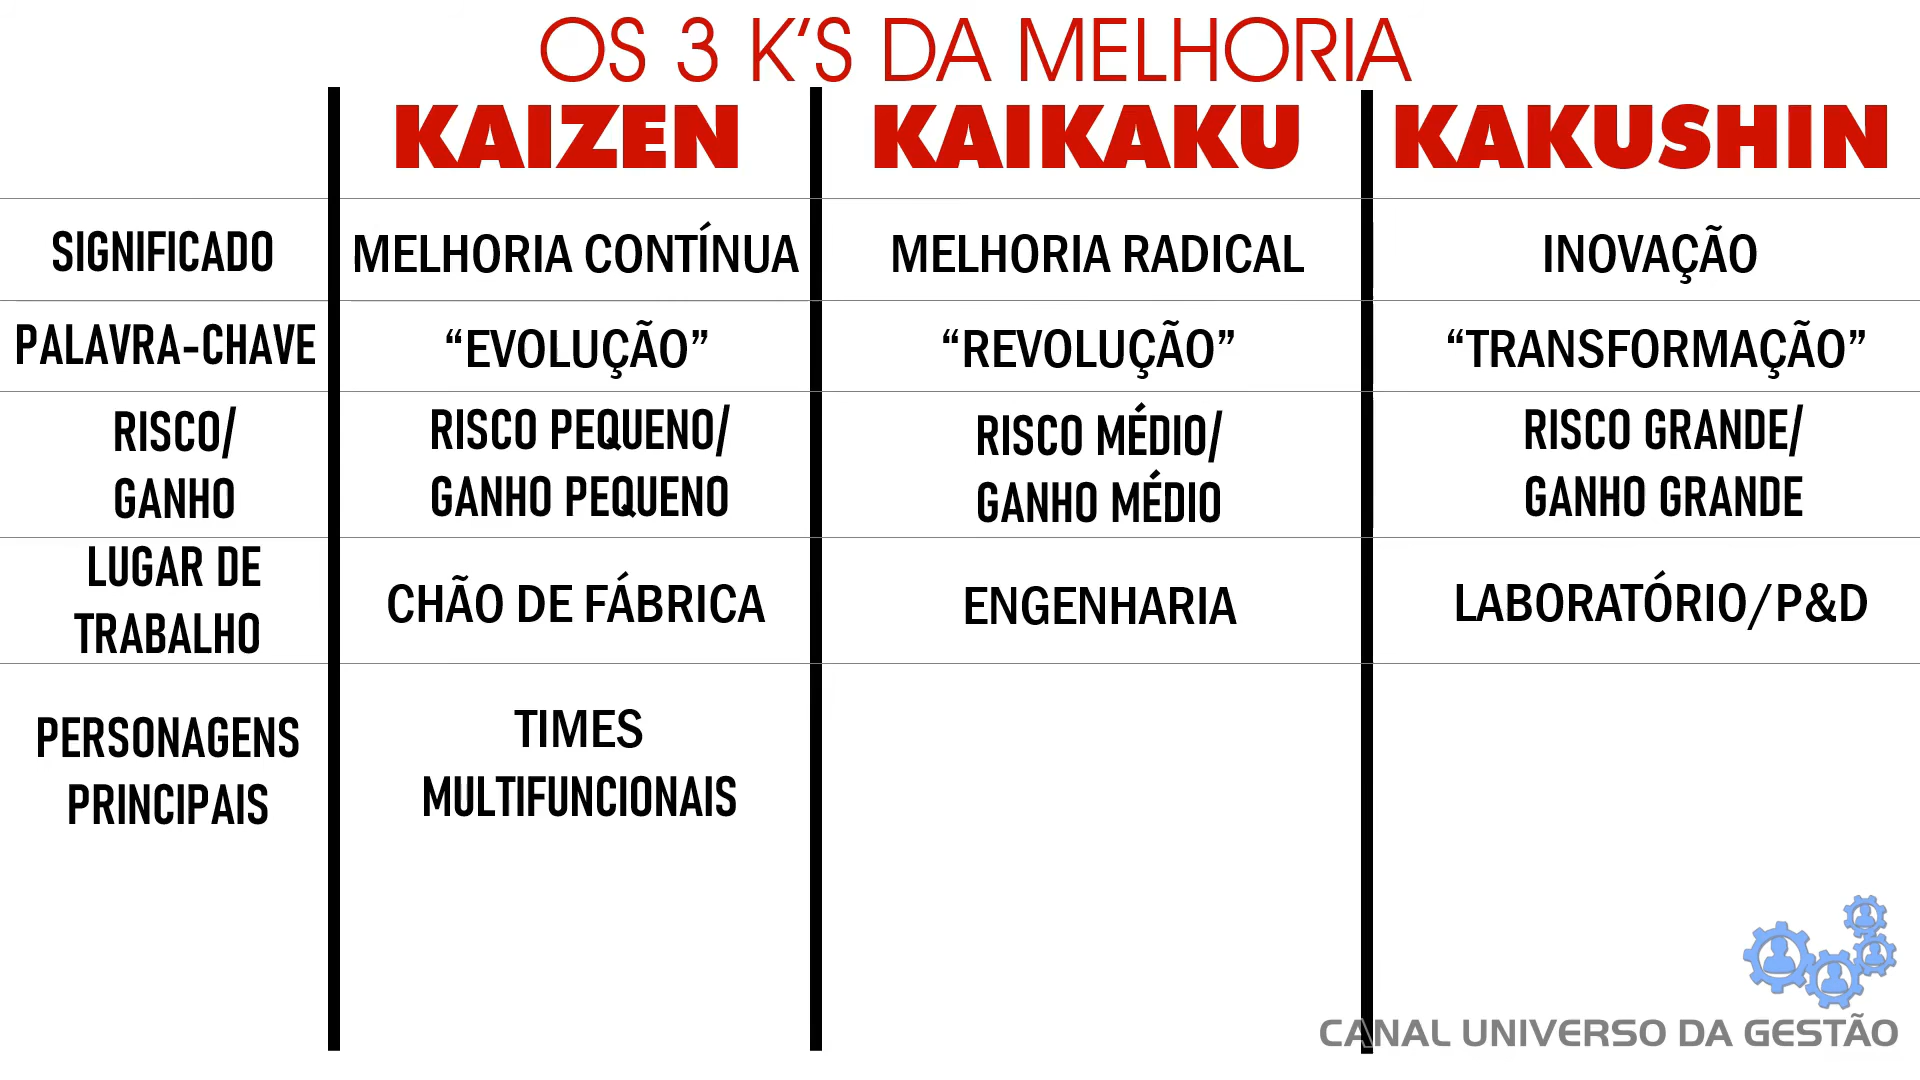 OS 3 K'S DA MELHORIA
KAIZEN KAIKAKU KAKUSHIN
SIGNIFICADO MELHORIA CONTÍNUA MELHORIA RADICAL INOVAÇÃO
PALAVRA-CHAVE “EVOLUÇÃO” “REVOLUÇÃO” “TRANSFORMAÇÃO”
RISCO/ RISCO PEQUENO/ RISCO MÉDIO/ RISCO GRANDE/
GANHO GANHO PEQUENO GANHO MÉDIO GANHO GRANDE
LUGAR DE
TRABALHO CHÃO DE FÁBRICA ENGENHARIA LABORATÓRIO/P&D
PERSONAGENS TIMES
PRINCIPAIS MULTIFUNCIONAIS
CANAL UNIVERSO DA GESTÃO